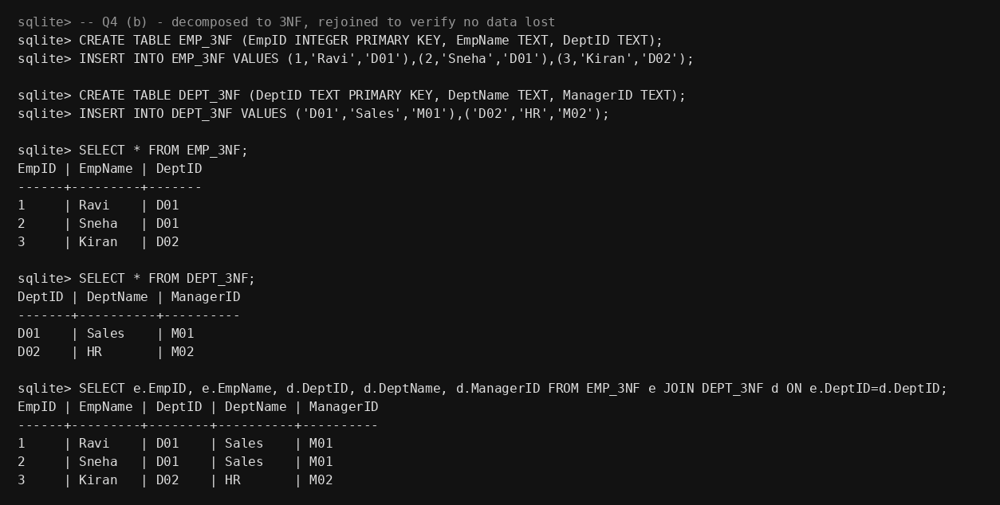 sqlite> -- Q4 (b) - decomposed to 3NF, rejoined to verify no data lost
sqlite> CREATE TABLE EMP_3NF (EmpID INTEGER PRIMARY KEY, EmpName TEXT, DeptID TEXT);
sqlite> INSERT INTO EMP_3NF VALUES (1,'Ravi','D01'),(2,'Sneha','D01'),(3,'Kiran','D02');

sqlite> CREATE TABLE DEPT_3NF (DeptID TEXT PRIMARY KEY, DeptName TEXT, ManagerID TEXT);
sqlite> INSERT INTO DEPT_3NF VALUES ('D01','Sales','M01'),('D02','HR','M02');

sqlite> SELECT * FROM EMP_3NF;
EmpID | EmpName | DeptID
------+---------+-------
1     | Ravi    | D01
2     | Sneha   | D01
3     | Kiran   | D02

sqlite> SELECT * FROM DEPT_3NF;
DeptID | DeptName | ManagerID
-------+----------+----------
D01    | Sales    | M01
D02    | HR       | M02

sqlite> SELECT e.EmpID, e.EmpName, d.DeptID, d.DeptName, d.ManagerID FROM EMP_3NF e JOIN DEPT_3NF d ON e.DeptID=d.DeptID;
EmpID | EmpName | DeptID | DeptName | ManagerID
------+---------+--------+----------+----------
1     | Ravi    | D01    | Sales    | M01
2     | Sneha   | D01    | Sales    | M01
3     | Kiran   | D02    | HR       | M02